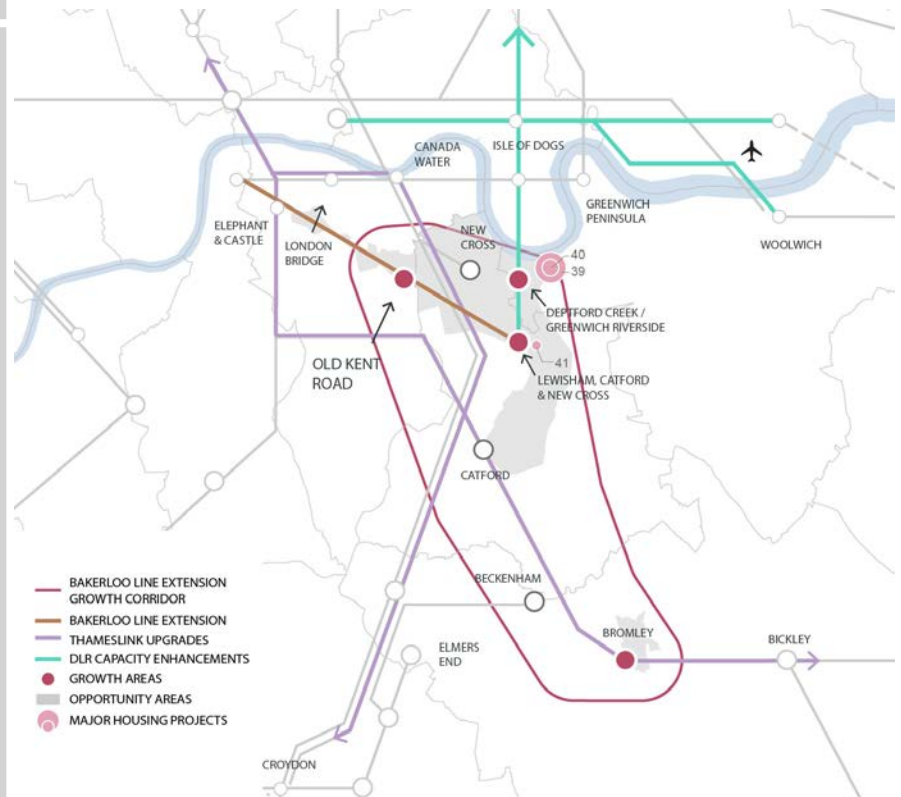 CANADA
WATER
ISLE OF DOGS
GREENWICH
PENINSULA
WOOLWICH
ELEPHANT
& CASTLE
LONDON
BRIDGE
NEW
CROSS
40
39
DEPTFORD CREEK /
GREENWICH RIVERSIDE
OLD KENT
ROAD
41
LEWISHAM, CATFORD
& NEW CROSS
CATFORD
BECKENHAM
BROMLEY
BICKLEY
ELMERS
END
CROYDON
BAKERLOO LINE EXTENSION
GROWTH CORRIDOR
BAKERLOO LINE EXTENSION
THAMESLINK UPGRADES
DLR CAPACITY ENHANCEMENTS
GROWTH AREAS
OPPORTUNITY AREAS
MAJOR HOUSING PROJECTS